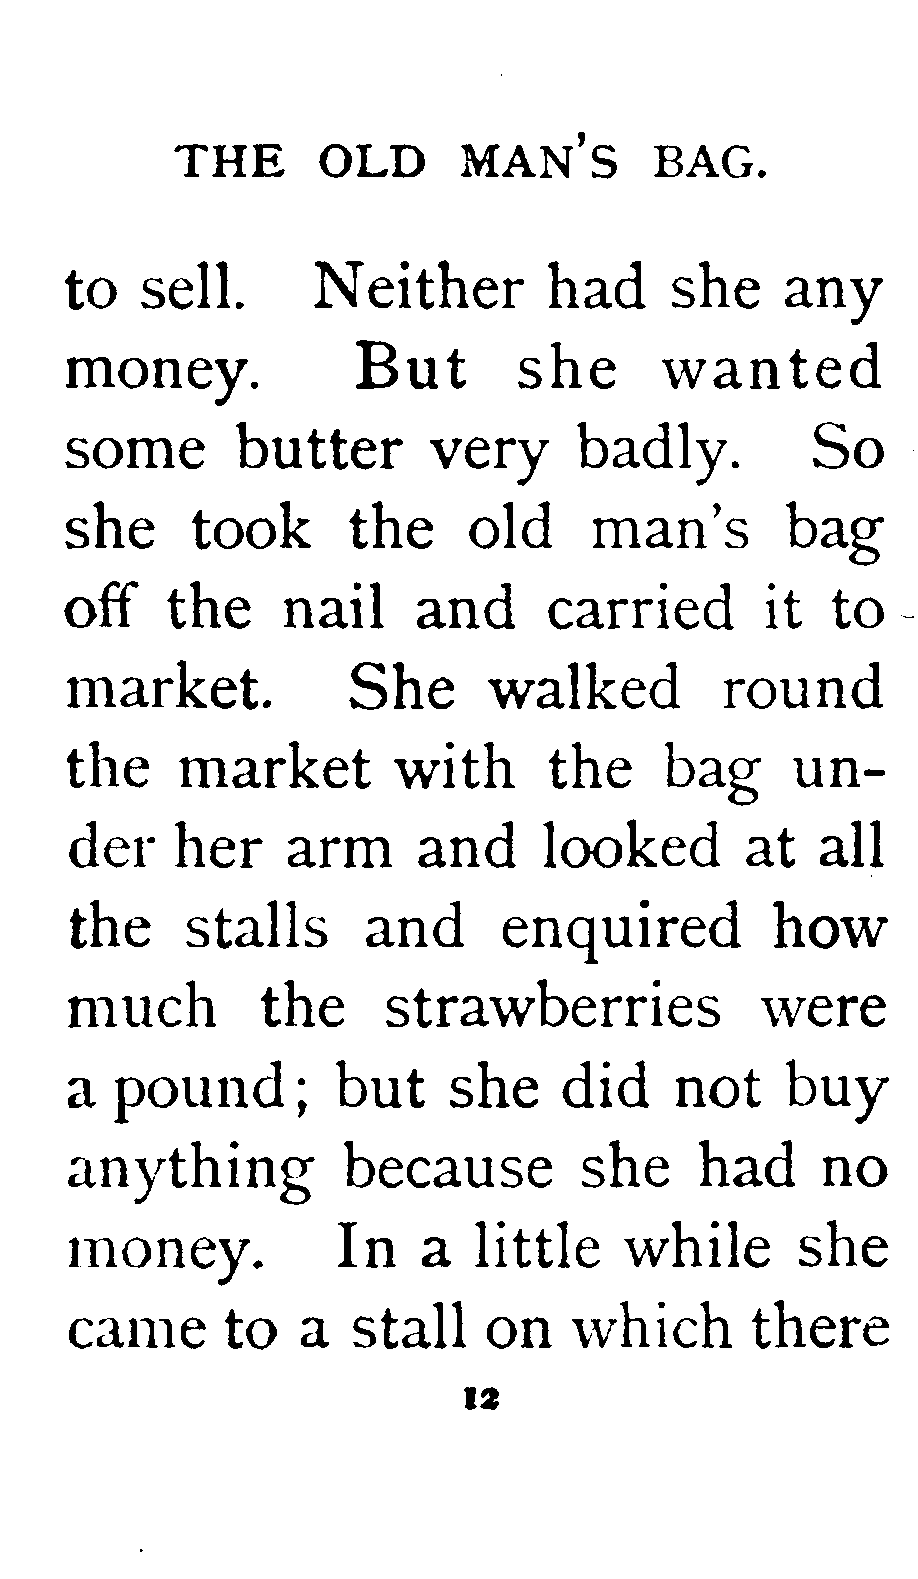 THE OLD MAN'S BAG.
to sell. Neither had she any
money. But she wanted
some butter very badly. So
she took the old man's bag
off the nail and carried it to
market. She walked round
the market with the bag un-
der her arm and looked at all
the stalls and enquired how
much the strawberries were
a pound; but she did not buy
anything because she had no
money. In a little while she
came to a stall on which there
12